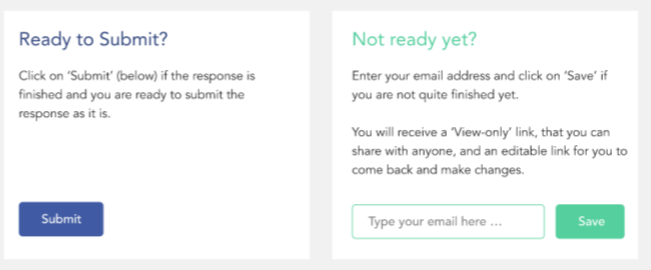 Ready to Submit?
Click on 'Submit' (below) if the response is
finished and you are ready to submit the
response as it is.
Submit
Not ready yet?
Enter your email address and click on 'Save' if
you are not quite finished yet.
You will receive a 'View-only' link, that you can
share with anyone, and an editable link for you to
come back and make changes.
Type your email here ...
Save